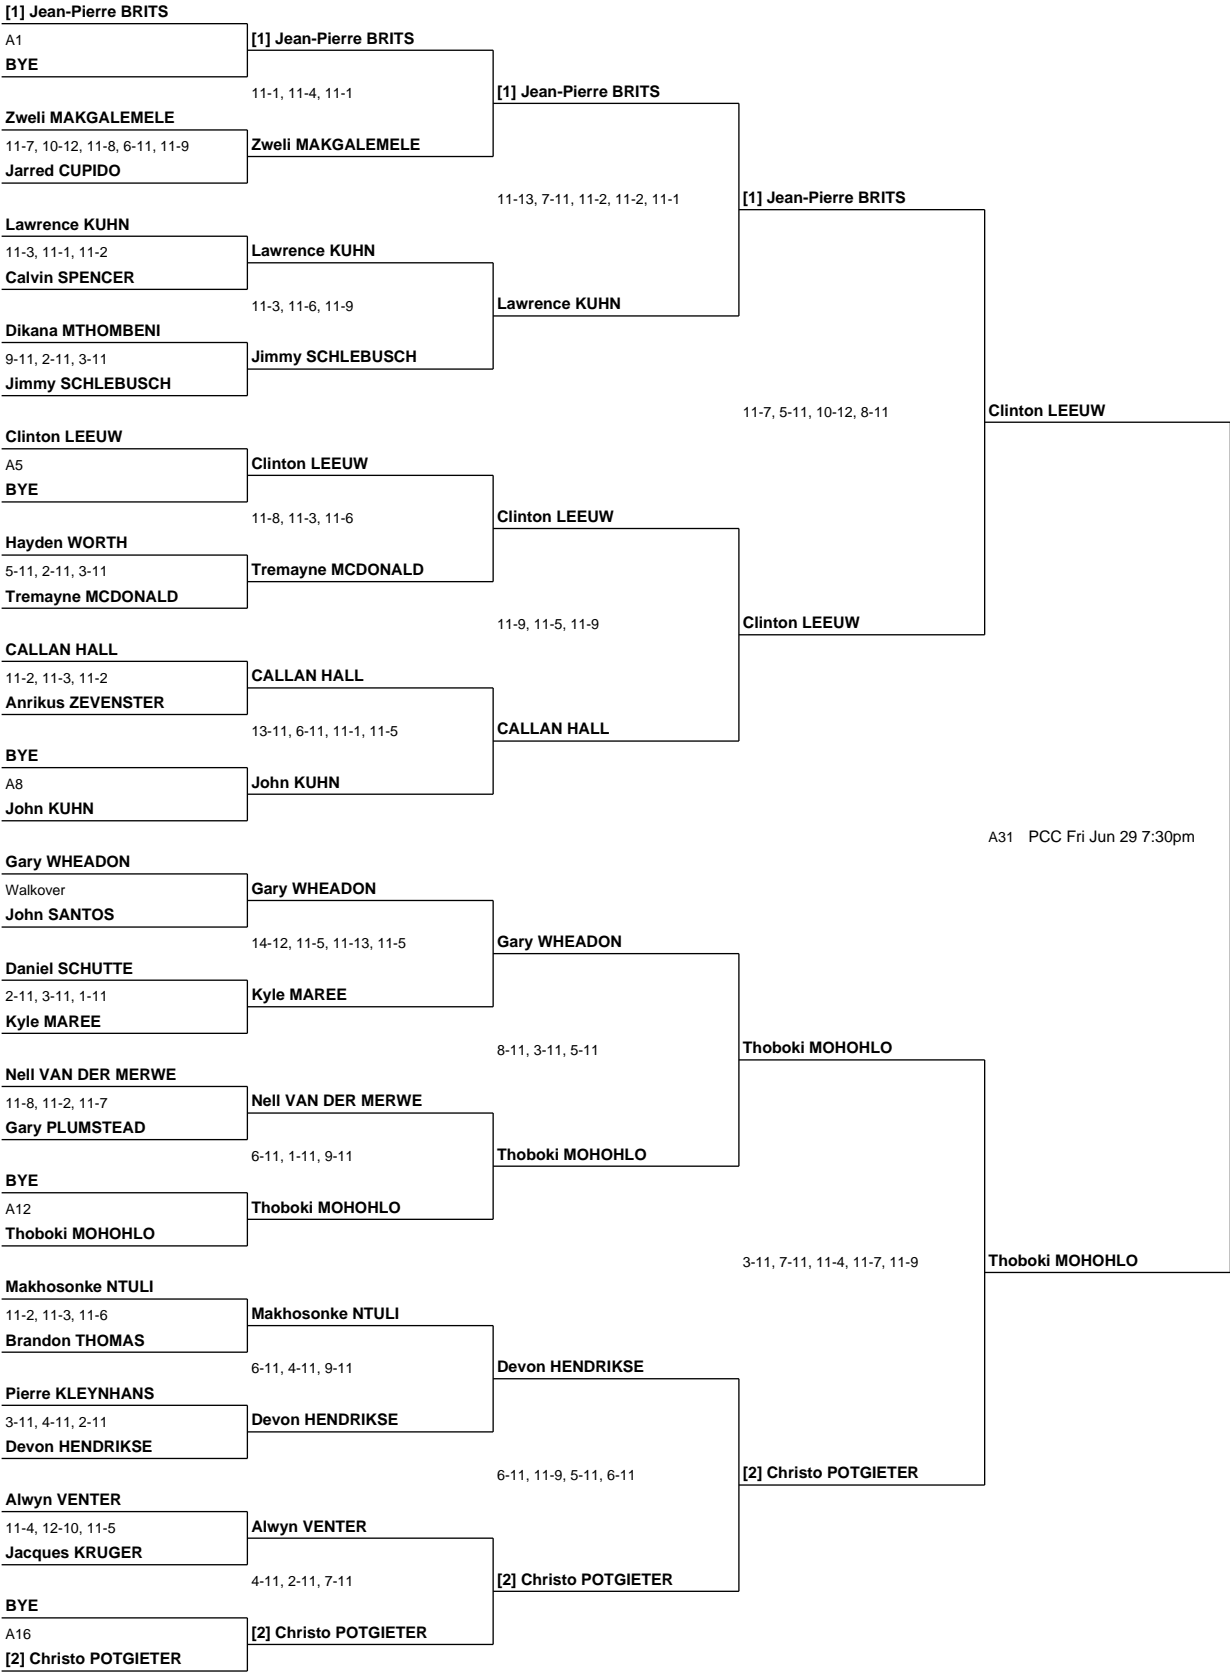 [1] Jean-Pierre BRITS
A1
[1] Jean-Pierre BRITS
BYE
11-1, 11-4, 11-1
[1] Jean-Pierre BRITS
Zweli MAKGALEMELE
11-7, 10-12, 11-8, 6-11, 11-9
Zweli MAKGALEMELE
Jarred CUPIDO
11-13, 7-11, 11-2, 11-2, 11-1
[1] Jean-Pierre BRITS
Lawrence KUHN
11-3, 11-1, 11-2
Lawrence KUHN
Calvin SPENCER
11-3, 11-6, 11-9
Lawrence KUHN
Dikana MTHOMBENI
9-11, 2-11, 3-11
Jimmy SCHLEBUSCH
Jimmy SCHLEBUSCH
11-7, 5-11, 10-12, 8-11
Clinton LEEUW
Clinton LEEUW
A5
Clinton LEEUW
BYE
11-8, 11-3, 11-6
Clinton LEEUW
Hayden WORTH
5-11, 2-11, 3-11
Tremayne MCDONALD
Tremayne MCDONALD
11-9, 11-5, 11-9
Clinton LEEUW
CALLAN HALL
11-2, 11-3, 11-2
CALLAN HALL
Anrikus ZEVENSTER
13-11, 6-11, 11-1, 11-5
CALLAN HALL
BYE
A8
John KUHN
John KUHN
A31 PCC Fri Jun 29 7:30pm
Gary WHEADON
Walkover
Gary WHEADON
John SANTOS
14-12, 11-5, 11-13, 11-5
Gary WHEADON
Daniel SCHUTTE
2-11, 3-11, 1-11
Kyle MAREE
Kyle MAREE
8-11, 3-11, 5-11
Thoboki MOHOHLO
Nell VAN DER MERWE
11-8, 11-2, 11-7
Nell VAN DER MERWE
Gary PLUMSTEAD
6-11, 1-11, 9-11
Thoboki MOHOHLO
BYE
A12
Thoboki MOHOHLO
Thoboki MOHOHLO
3-11, 7-11, 11-4, 11-7, 11-9
Thoboki MOHOHLO
Makhosonke NTULI
11-2, 11-3, 11-6
Makhosonke NTULI
Brandon THOMAS
6-11, 4-11, 9-11
Devon HENDRIKSE
Pierre KLEYNHANS
3-11, 4-11, 2-11
Devon HENDRIKSE
Devon HENDRIKSE
6-11, 11-9, 5-11, 6-11
[2] Christo POTGIETER
Alwyn VENTER
11-4, 12-10, 11-5
Alwyn VENTER
Jacques KRUGER
4-11, 2-11, 7-11
[2] Christo POTGIETER
BYE
A16
[2] Christo POTGIETER
[2] Christo POTGIETER